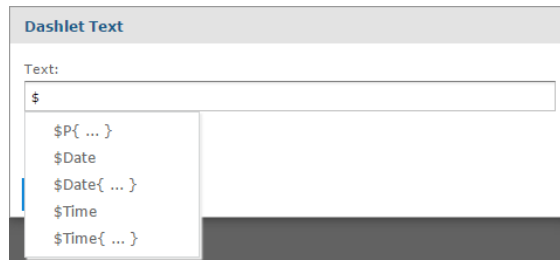 Dashlet Text
Text:
$
$P{ ... }
$Date
$Date{ ... }
$Time
$Time{ ... }